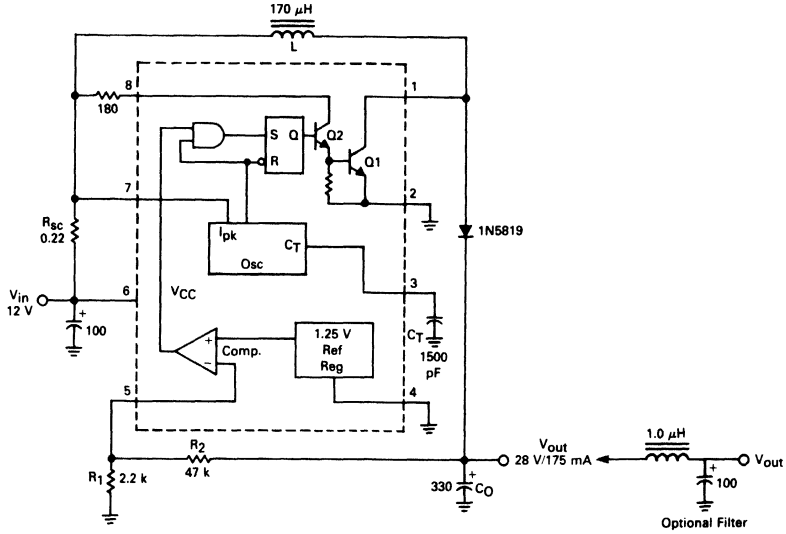 170 μH
L
8
1
180
S Q
R
Q2
Q1
7
2
Rsc
0.22
Ipk
CT
Osc
1N5819
Vin
12 V
6
VCC
3
+
100
CT
1500
pF
+
−
Comp.
1.25 V
Ref
Reg
5
4
R2
47 k
R1
2.2 k
Vout
28 V/175 mA
1.0 μH
Vout
+
330
CO
+
100
Optional Filter